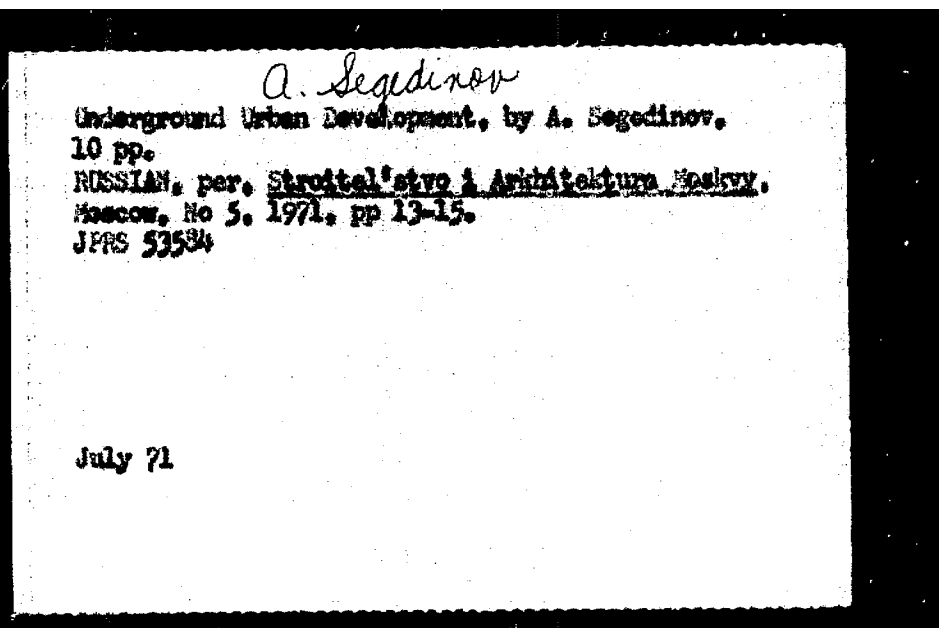 A. Segedinov
Underground Urban Development, by A. Segedinov,
10 pp.
RUSSIAN, per, Stroitel'stvo i Arkhitektura Moskvy,
Moscow, No 5, 1971, pp 13-15.
JPRS 53584
July 71